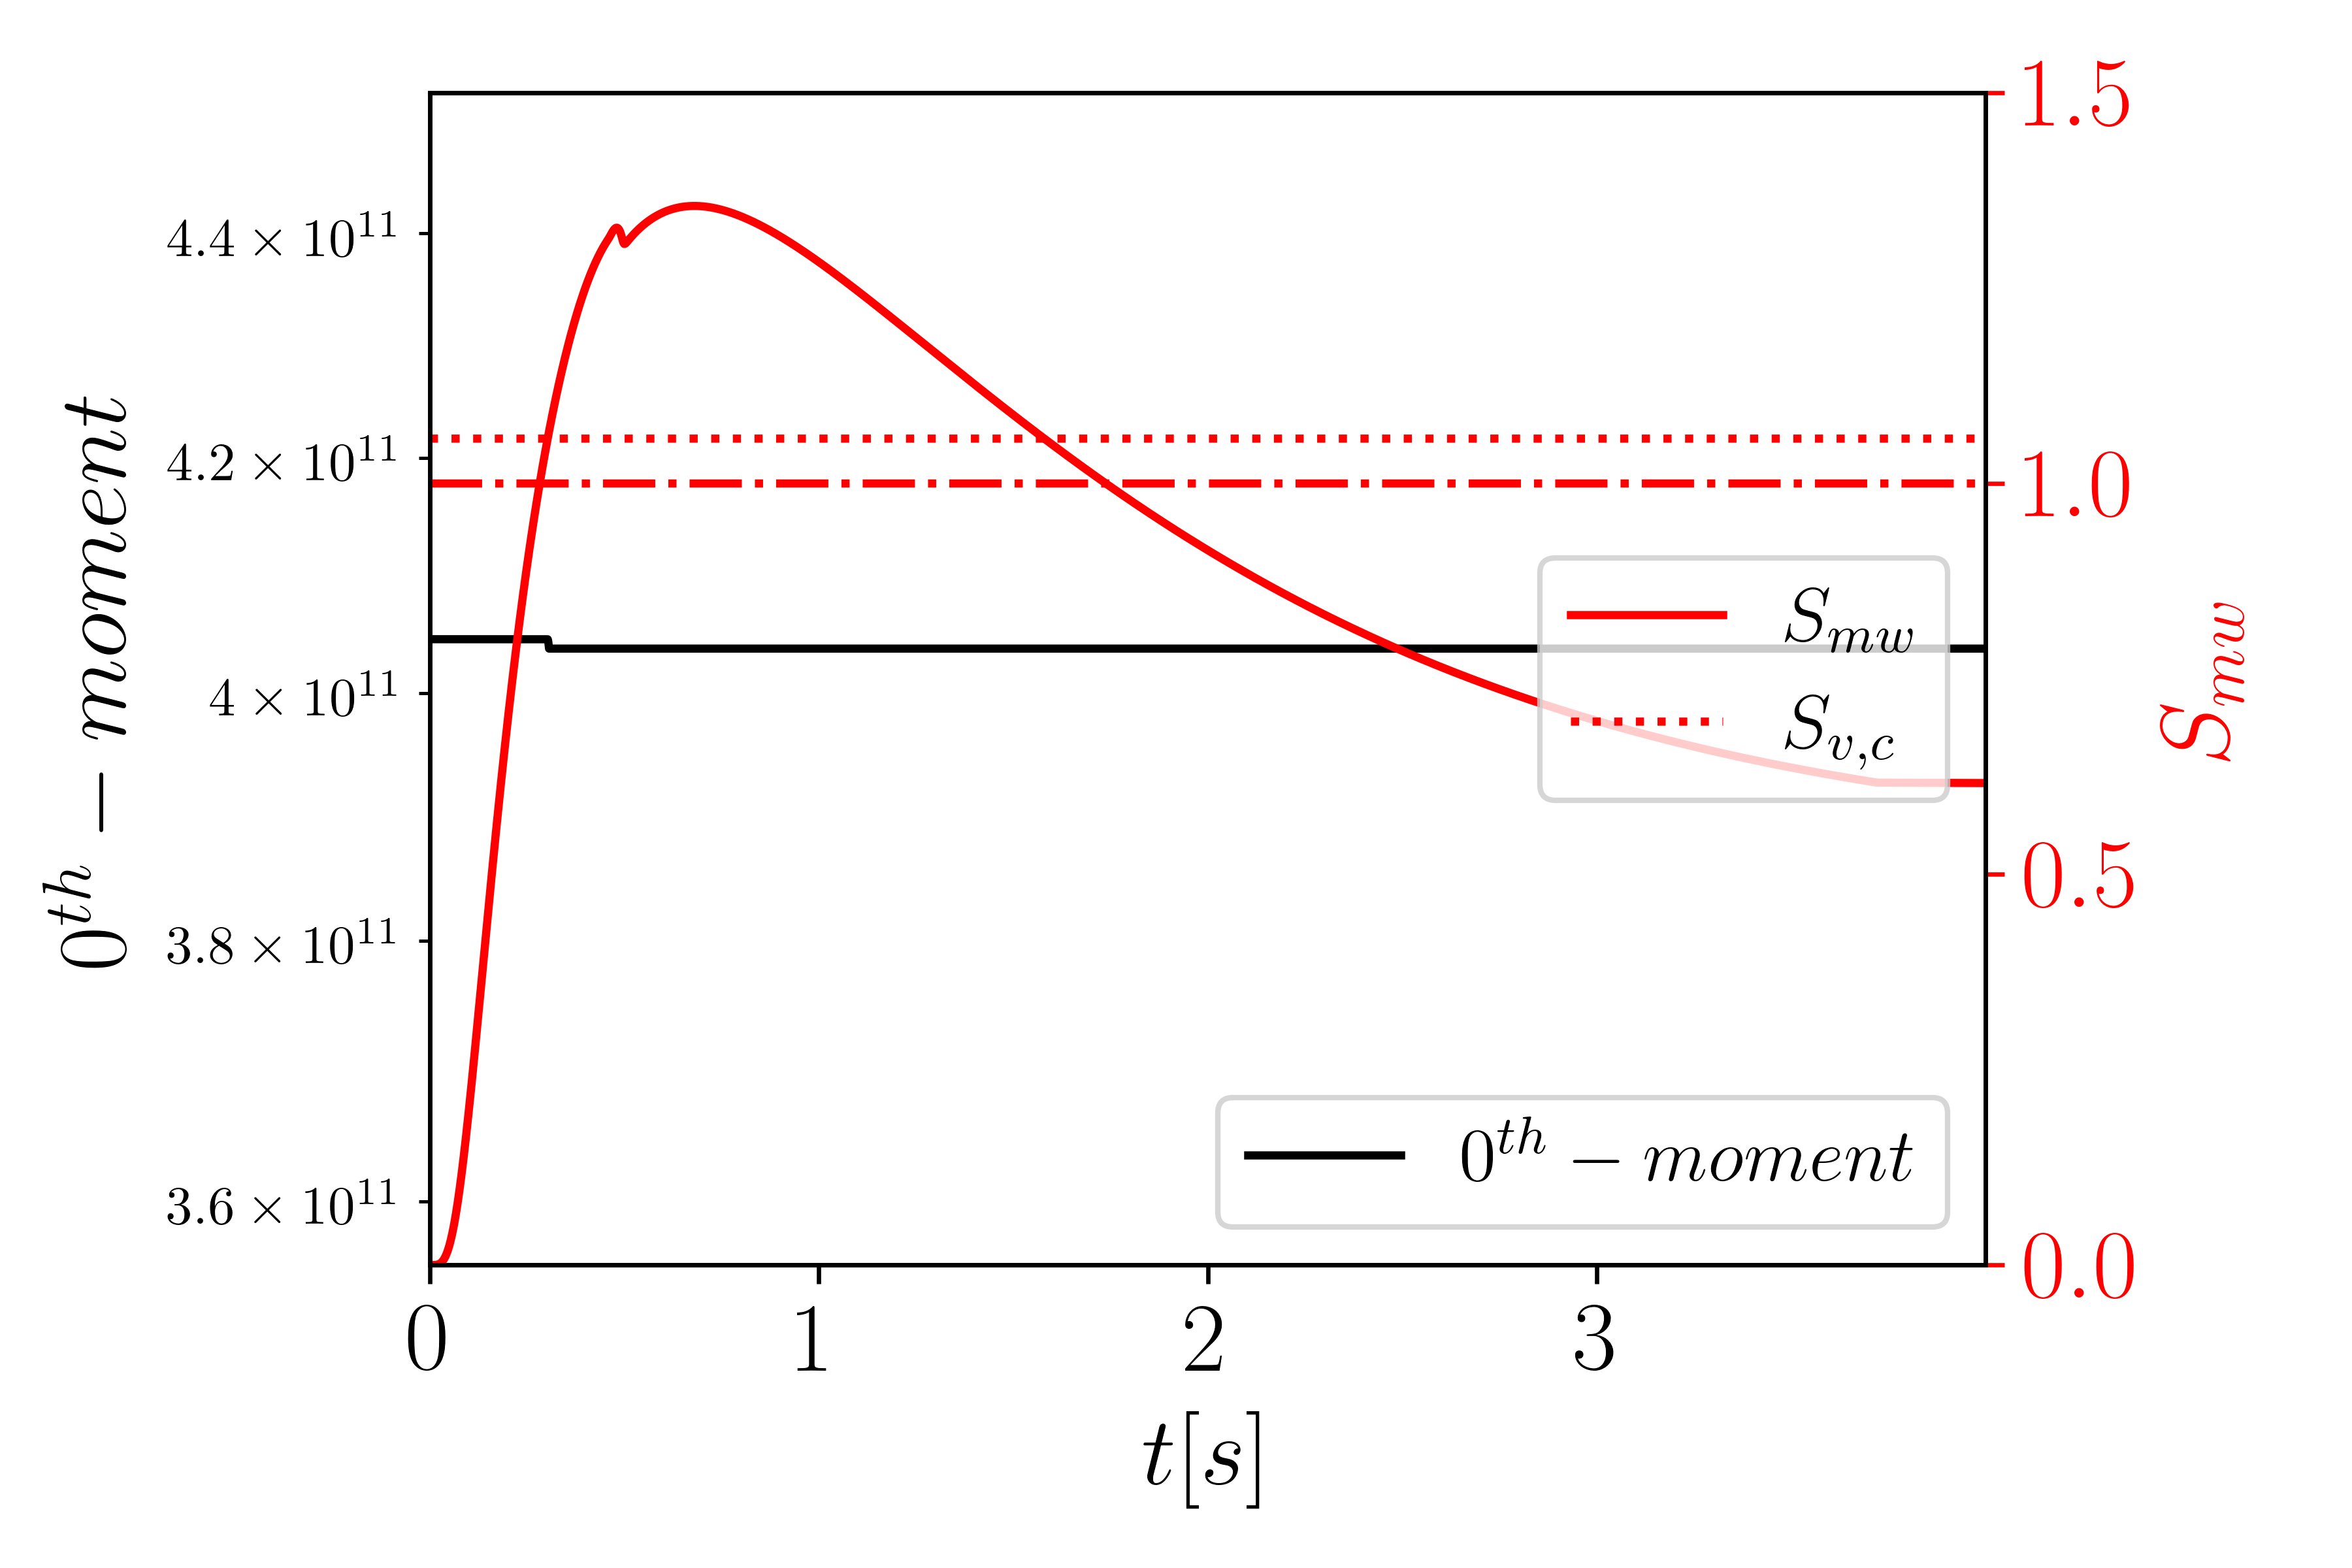 1.5
4.4 × 10^11
4.2 × 10^11
1.0
S_mw
4 × 10^11
S_v,c
0^th − moment
S_mw
0.5
3.8 × 10^11
0^th − moment
3.6 × 10^11
0.0
0 1 2 3
t[s]